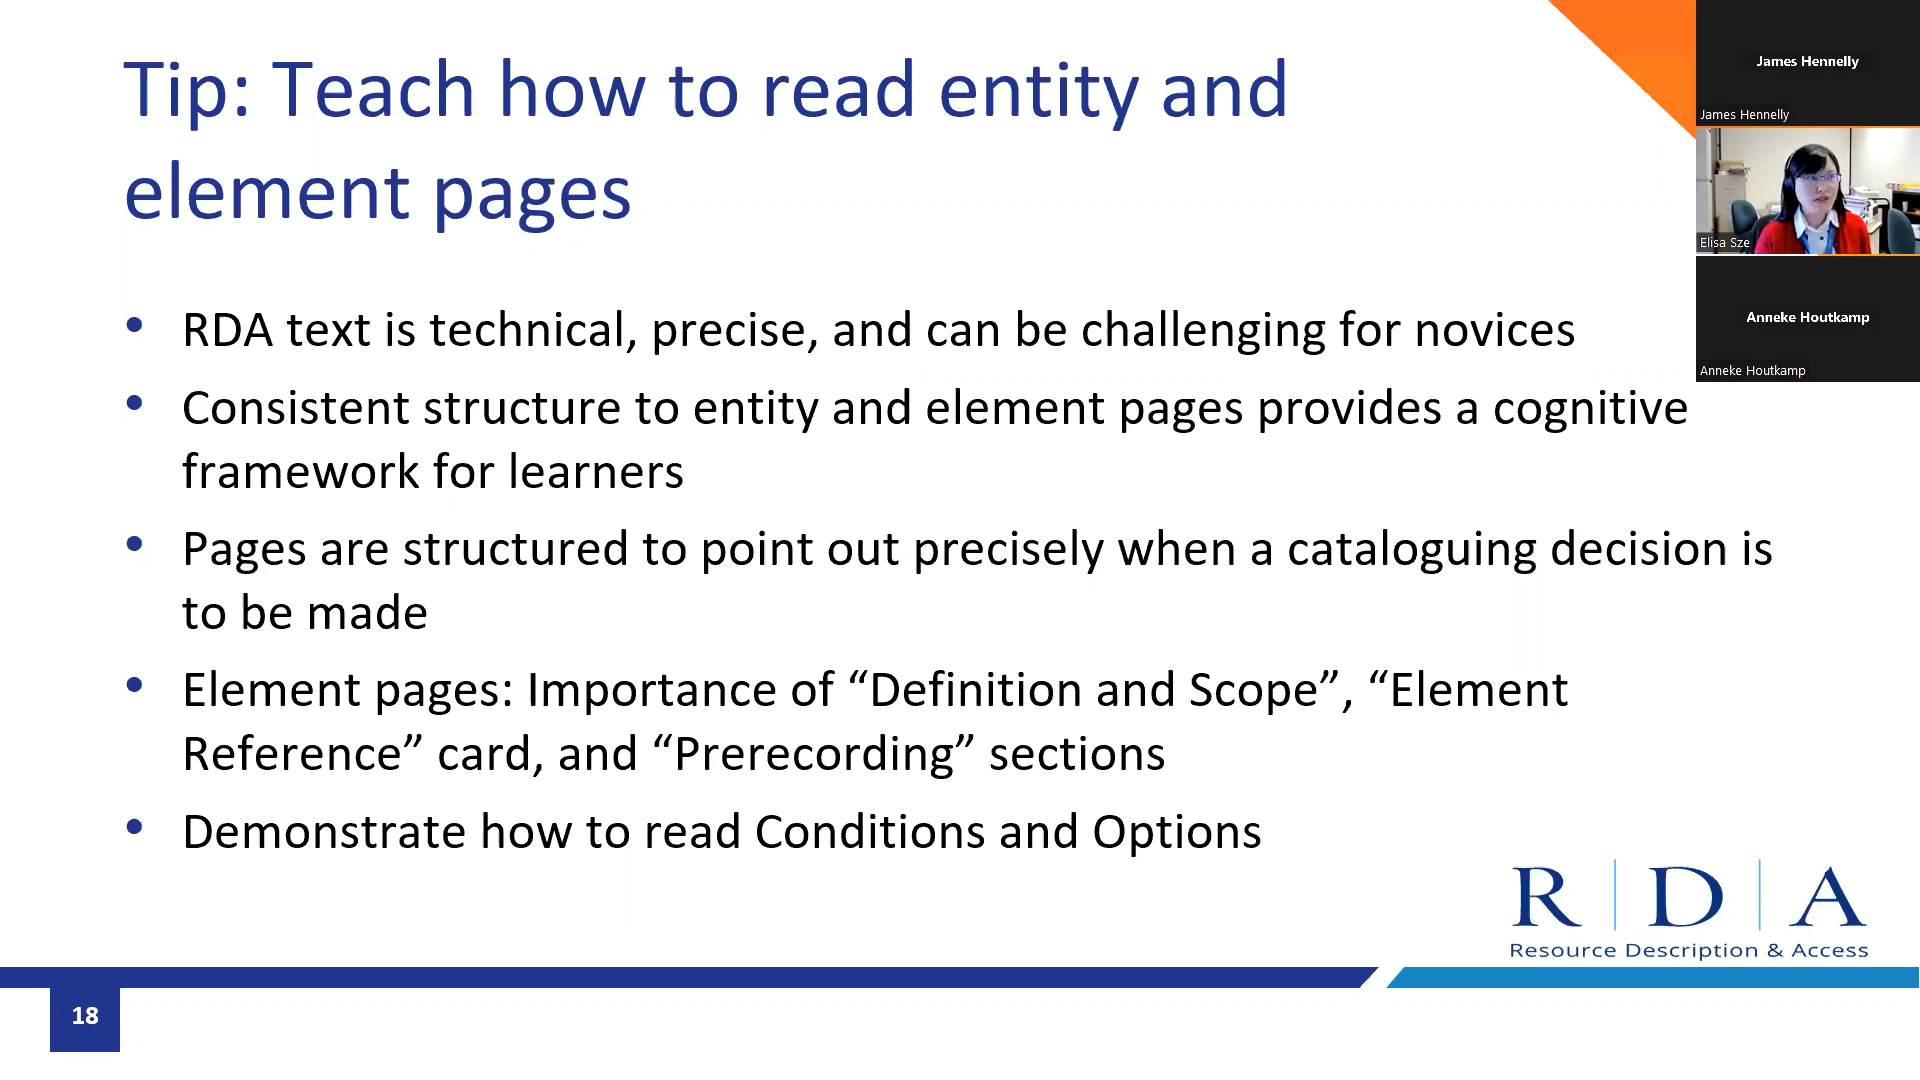 Tip: Teach how to read entity and
element pages
• RDA text is technical, precise, and can be challenging for novices
• Consistent structure to entity and element pages provides a cognitive
framework for learners
• Pages are structured to point out precisely when a cataloguing decision is
to be made
• Element pages: Importance of “Definition and Scope”, “Element
Reference” card, and “Prerecording” sections
• Demonstrate how to read Conditions and Options
James Hennelly
James Hennelly
Elisa Sze
Anneke Houtkamp
Anneke Houtkamp
R D A
Resource Description & Access
18